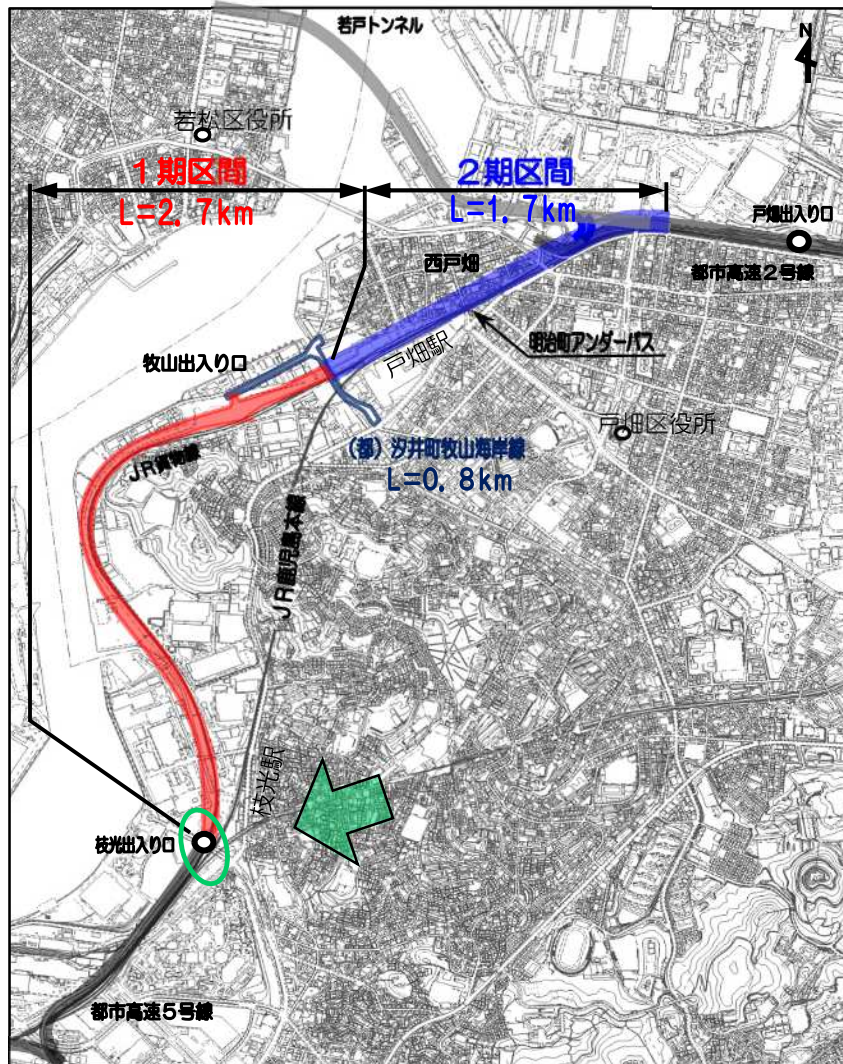 若戸トンネル
N
若松区役所
1期区間
L=2.7km
2期区間
L=1.7km
戸畑出入り口
都市高速2号線
西戸畑
明治町アンダーパス
戸畑駅
牧山出入り口
戸畑区役所
(都)汐井町牧山海岸線
L=0.8km
JR貨物線
JR鹿児島本線
枝光駅
枝光出入り口
都市高速5号線